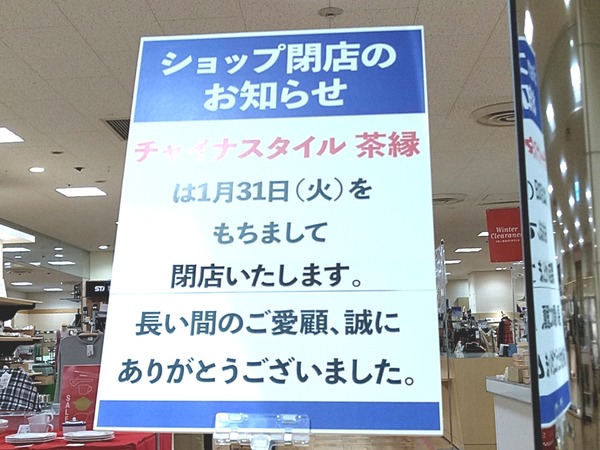 ショップ閉店の
お知らせ
チャイナスタイル 茶縁
は1月31日（火）を
もちまして
閉店いたします。
長い間のご愛顧、誠に
ありがとうございました。
Winter
Clearance
SALE